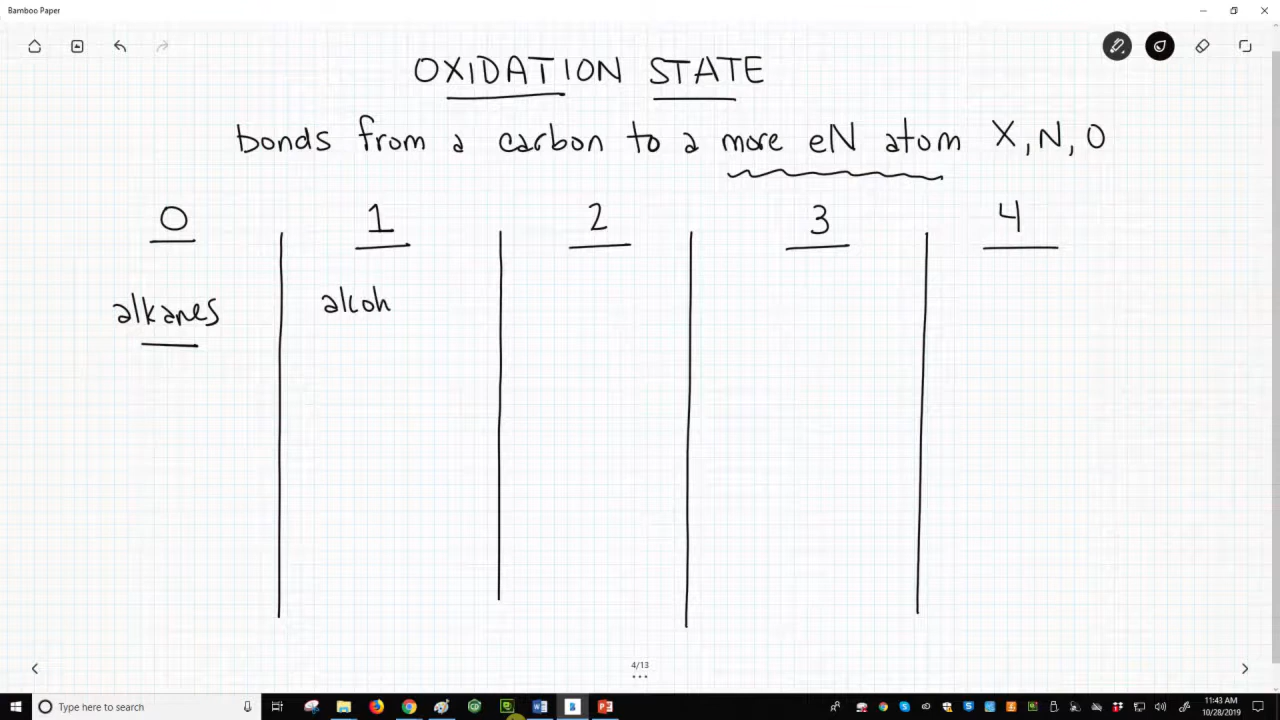 Bamboo Paper
OXIDATION STATE
bonds from a carbon to a more eN atom X, N, O
0 1 2 3 4
alkanes alcoh
4/13
Type here to search
11:43 AM
10/28/2019